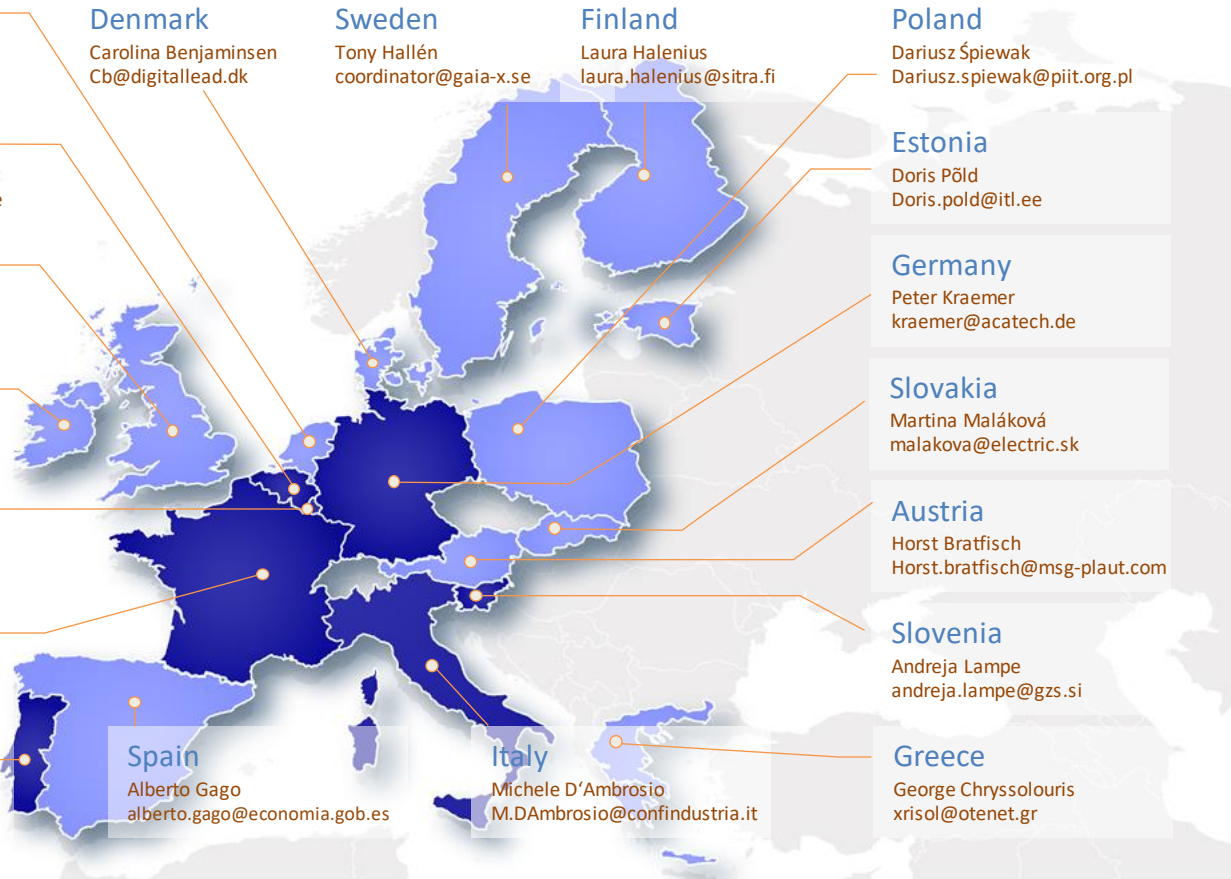 Denmark
Carolina Benjaminsen
Cb@digitallead.dk
Sweden
Tony Hallén
coordinator@gaia-x.se
Finland
Laura Halenius
laura.halenius@sitra.fi
Poland
Dariusz Śpiewak
Dariusz.spiewak@piit.org.pl
Estonia
Doris Põld
Doris.pold@itl.ee
e
Germany
Peter Kraemer
kraemer@acatech.de
Slovakia
Martina Maláková
malakova@electric.sk
Austria
Horst Bratfisch
Horst.bratfisch@msg-plaut.com
Slovenia
Andreja Lampe
andreja.lampe@gzs.si
Spain
Alberto Gago
alberto.gago@economia.gob.es
Italy
Michele D‘Ambrosio
M.DAmbrosio@confindustria.it
Greece
George Chryssolouris
xrisol@otenet.gr